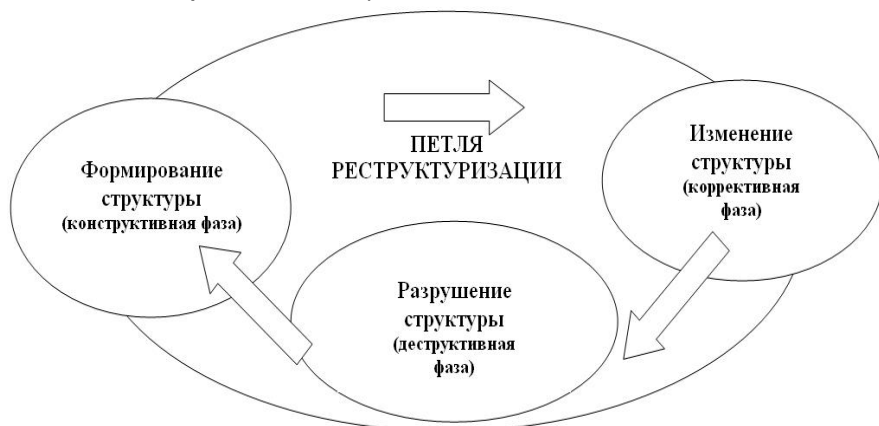 ПЕТЛЯ
РЕСТРУКТУРИЗАЦИИ
Формирование
структуры
(конструктивная фаза)
Изменение
структуры
(коррективная
фаза)
Разрушение
структуры
(деструктивная
фаза)